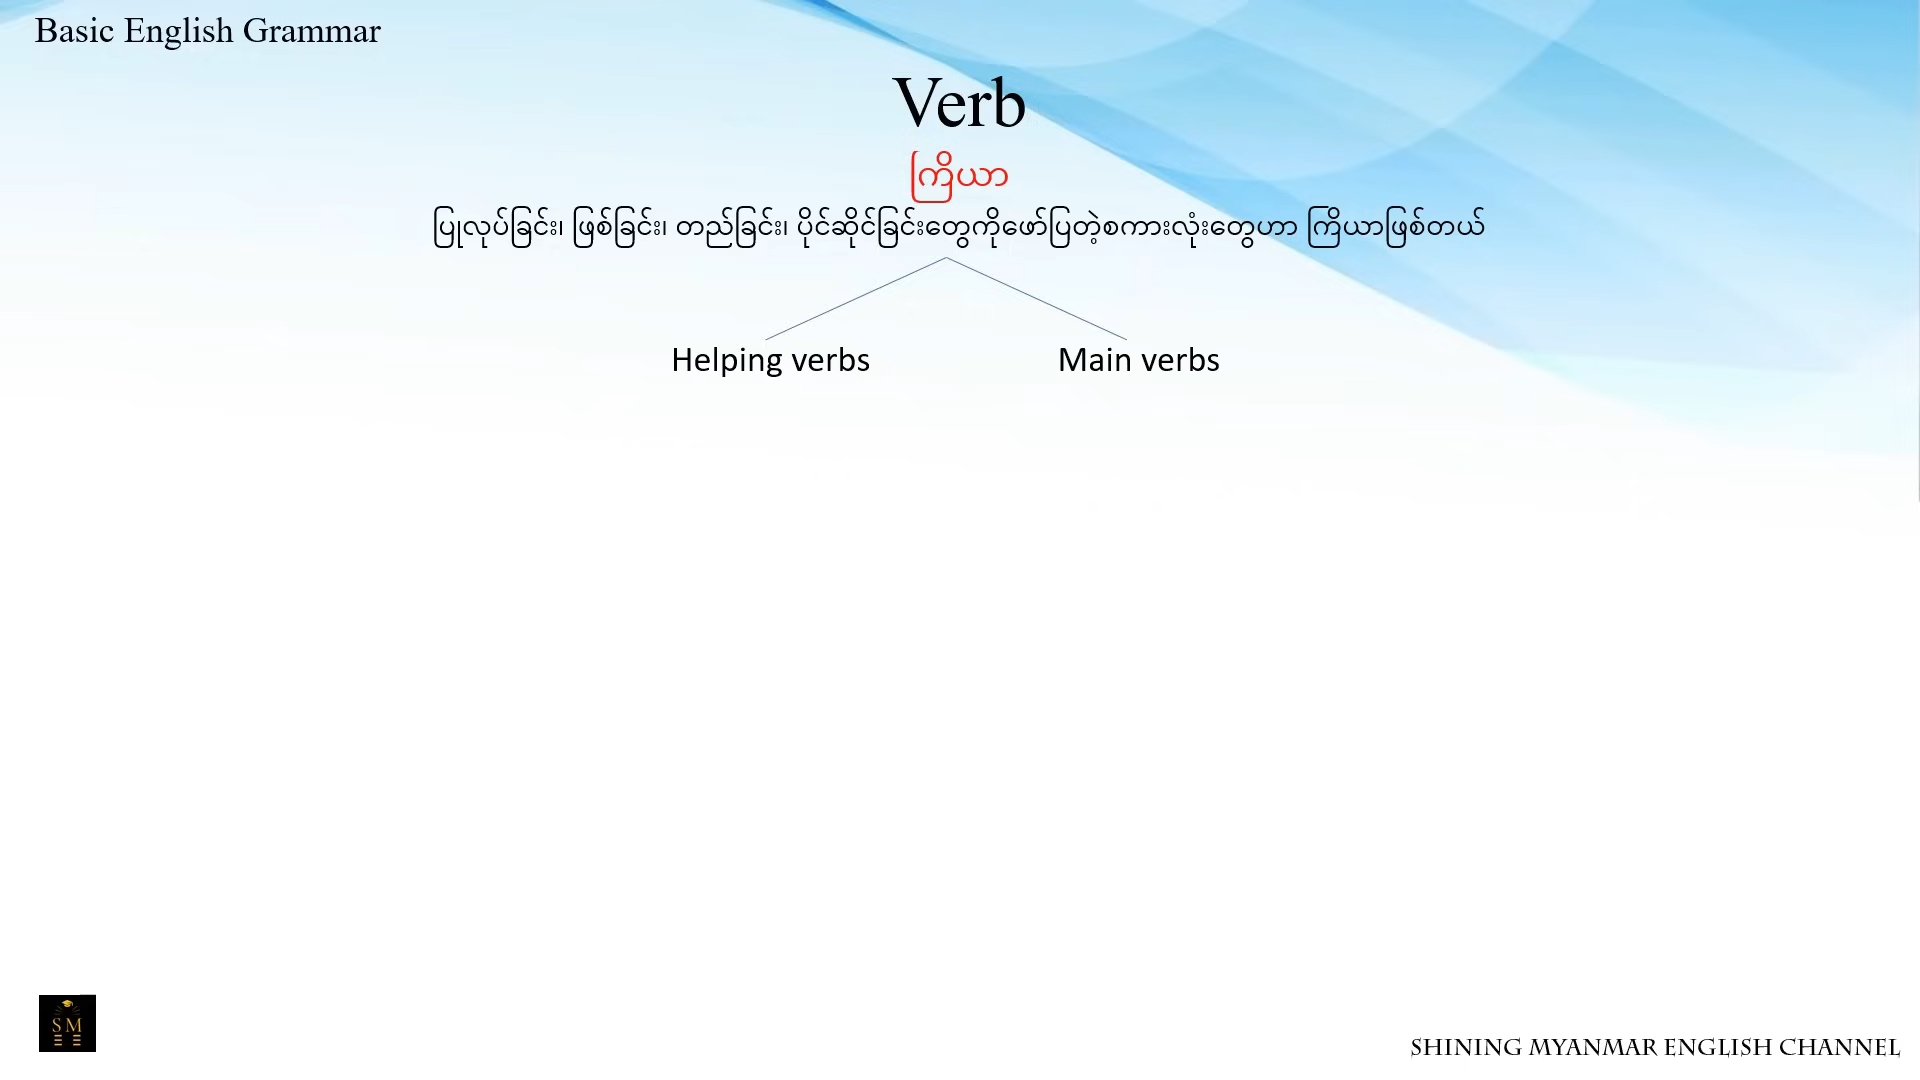 Basic English Grammar
Verb
ကြိယာ
ပြုလုပ်ခြင်း၊ ဖြစ်ခြင်း၊ တည်ခြင်း၊ ပိုင်ဆိုင်ခြင်းတွေကိုဖော်ပြတဲ့စကားလုံးတွေဟာ ကြိယာဖြစ်တယ်
Helping verbs
Main verbs
SM
SHINING MYANMAR ENGLISH CHANNEL